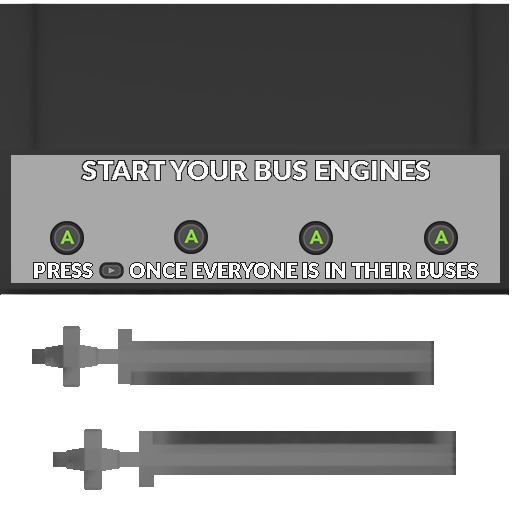 START YOUR BUS ENGINES
A A A A
PRESS ONCE EVERYONE IS IN THEIR BUSES